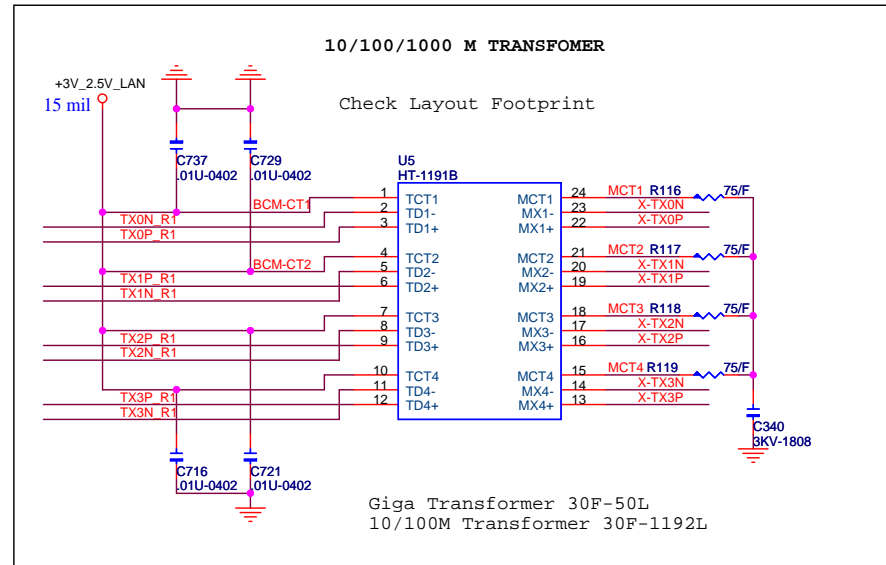 10/100/1000 M TRANSFOMER
+3V_2.5V_LAN
15 mil
Check Layout Footprint
C737
.01U-0402
C729
.01U-0402
U5
HT-1191B
BCM-CT1
1
TCT1
MCT1
24
MCT1
R116
75/F
TX0N_R1
2
TD1-
MX1-
23
X-TX0N
TX0P_R1
3
TD1+
MX1+
22
X-TX0P
BCM-CT2
4
TCT2
MCT2
21
MCT2
R117
75/F
TX1P_R1
5
TD2-
MX2-
20
X-TX1N
TX1N_R1
6
TD2+
MX2+
19
X-TX1P
7
TCT3
MCT3
18
MCT3
R118
75/F
TX2P_R1
8
TD3-
MX3-
17
X-TX2N
TX2N_R1
9
TD3+
MX3+
16
X-TX2P
10
TCT4
MCT4
15
MCT4
R119
75/F
TX3P_R1
11
TD4-
MX4-
14
X-TX3N
TX3N_R1
12
TD4+
MX4+
13
X-TX3P
C340
3KV-1808
C716
.01U-0402
C721
.01U-0402
Giga Transformer 30F-50L
10/100M Transformer 30F-1192L